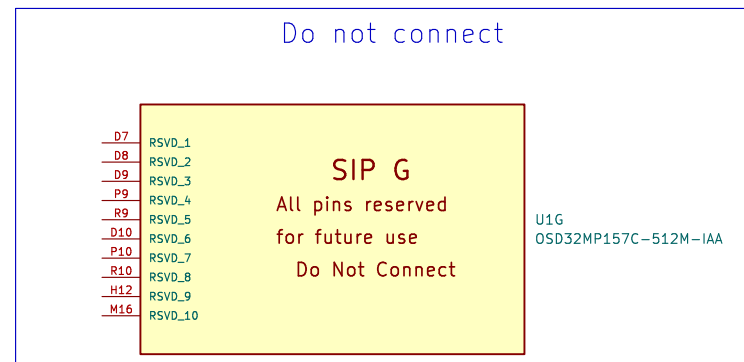 Do not connect
D7 RSVD_1
D8 RSVD_2
D9 RSVD_3
P9 RSVD_4
R9 RSVD_5
D10 RSVD_6
P10 RSVD_7
R10 RSVD_8
H12 RSVD_9
M16 RSVD_10
SIP G
All pins reserved
for future use
Do Not Connect
U1G
OSD32MP157C-512M-IAA